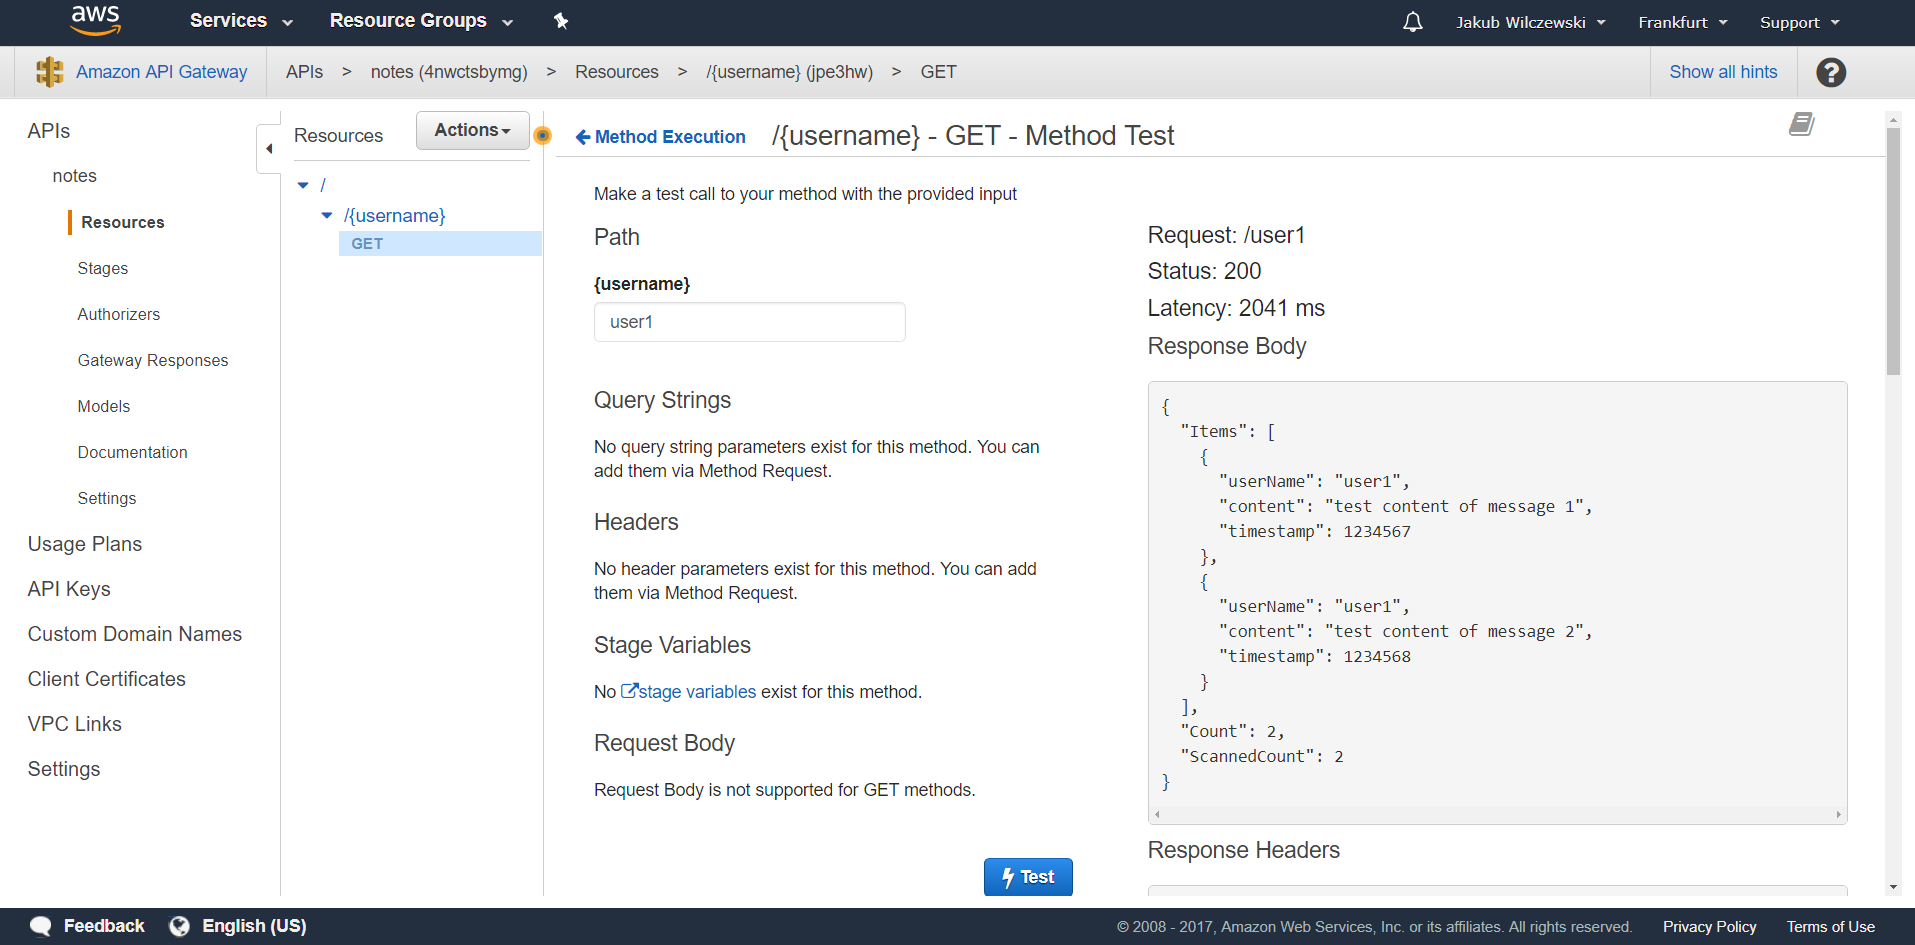 aws
Services
Resource Groups
Jakub Wilczewski
Frankfurt
Support
Amazon API Gateway
APIs > notes (4nwctsbymg) > Resources > /{username} (jpe3hw) > GET
Show all hints
?
APIs
notes
Resources
Stages
Authorizers
Gateway Responses
Models
Documentation
Settings
Usage Plans
API Keys
Custom Domain Names
Client Certificates
VPC Links
Settings
Resources
Actions
/
/{username}
GET
Method Execution
/{username} - GET - Method Test
Make a test call to your method with the provided input
Path
{username}
user1
Query Strings
No query string parameters exist for this method. You can
add them via Method Request.
Headers
No header parameters exist for this method. You can add
them via Method Request.
Stage Variables
No stage variables exist for this method.
Request Body
Request Body is not supported for GET methods.
Test
Request: /user1
Status: 200
Latency: 2041 ms
Response Body
{
"Items": [
{
"userName": "user1",
"content": "test content of message 1",
"timestamp": 1234567
},
{
"userName": "user1",
"content": "test content of message 2",
"timestamp": 1234568
}
],
"Count": 2,
"ScannedCount": 2
}
Response Headers
Feedback
English (US)
© 2008 - 2017, Amazon Web Services, Inc. or its affiliates. All rights reserved.
Privacy Policy
Terms of Use